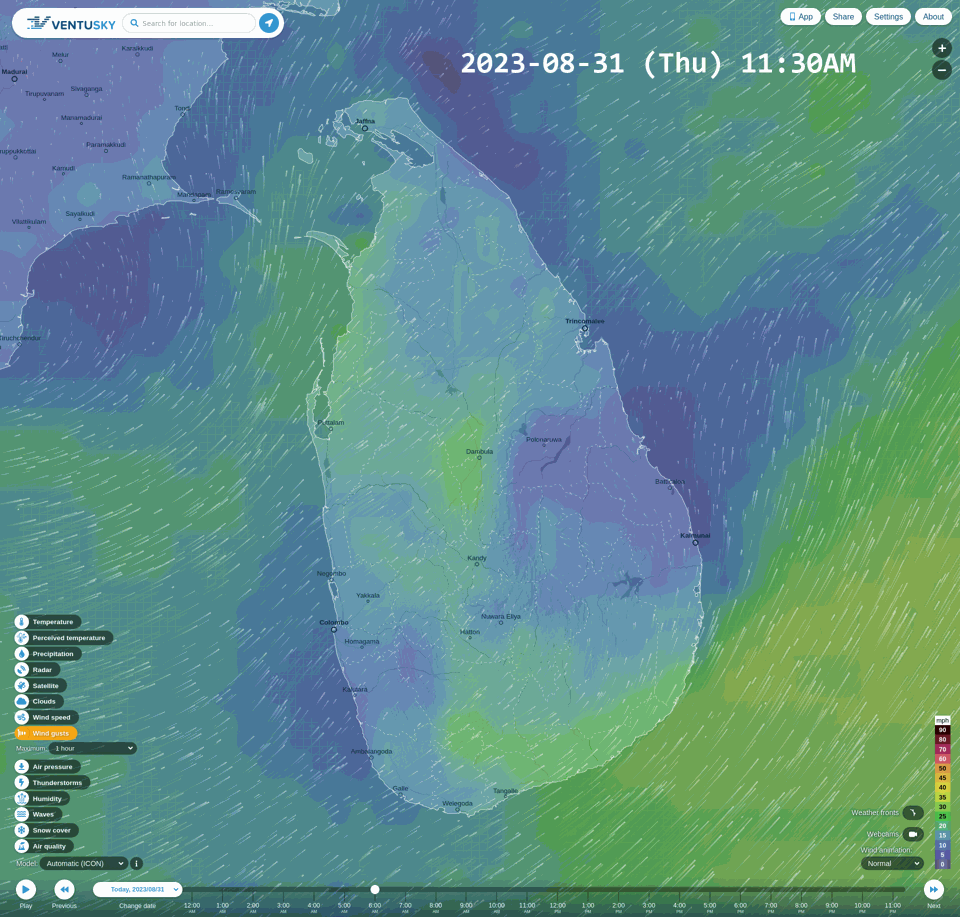 VENTUSKY
Search for location...
App
Share
Settings
About
2023-08-31 (Thu) 11:30AM
Melur
Karaikkudi
Madurai
Tirupuvanam
Sivaganga
Manamadurai
Tondi
Paramakkudi
Kamudi
Ramanathapuram
Mandapam
Rameswaram
Sayalkudi
Vilattikulam
Tiruchchendur
Jaffna
Trincomalee
Puttalam
Dambulla
Polonnaruwa
Batticaloa
Kalmunai
Kandy
Negombo
Yakkala
Colombo
Homagama
Nuwara Eliya
Hatton
Kalutara
Ambalangoda
Galle
Welegoda
Tangalle
Temperature
Perceived temperature
Precipitation
Radar
Satellite
Clouds
Wind speed
Wind gusts
Maximum: 1 hour
Air pressure
Thunderstorms
Humidity
Waves
Snow cover
Air quality
Model: Automatic (ICON)
mph
90
80
70
60
50
45
40
35
30
25
20
15
10
5
0
Weather fronts
Webcams
Wind animation:
Normal
Play
Previous
Today, 2023/08/31
Change date
12:00 AM
1:00 AM
2:00 AM
3:00 AM
4:00 AM
5:00 AM
6:00 AM
7:00 AM
8:00 AM
9:00 AM
10:00 AM
11:00 AM
12:00 PM
1:00 PM
2:00 PM
3:00 PM
4:00 PM
5:00 PM
6:00 PM
7:00 PM
8:00 PM
9:00 PM
10:00 PM
11:00 PM
Next